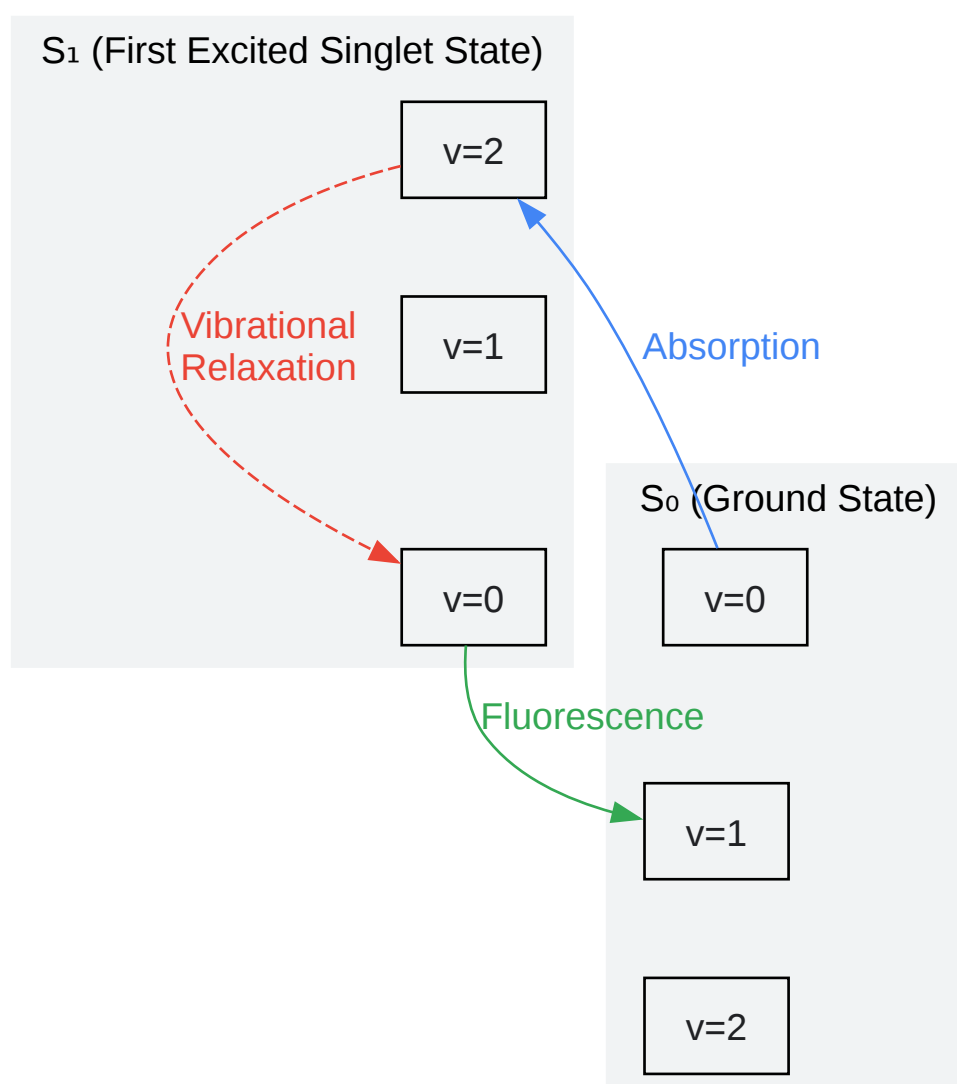 S₁ (First Excited Singlet State)
v=2
Vibrational
Relaxation
v=1
Absorption
S₀ (Ground State)
v=0
v=0
Fluorescence
v=1
v=2